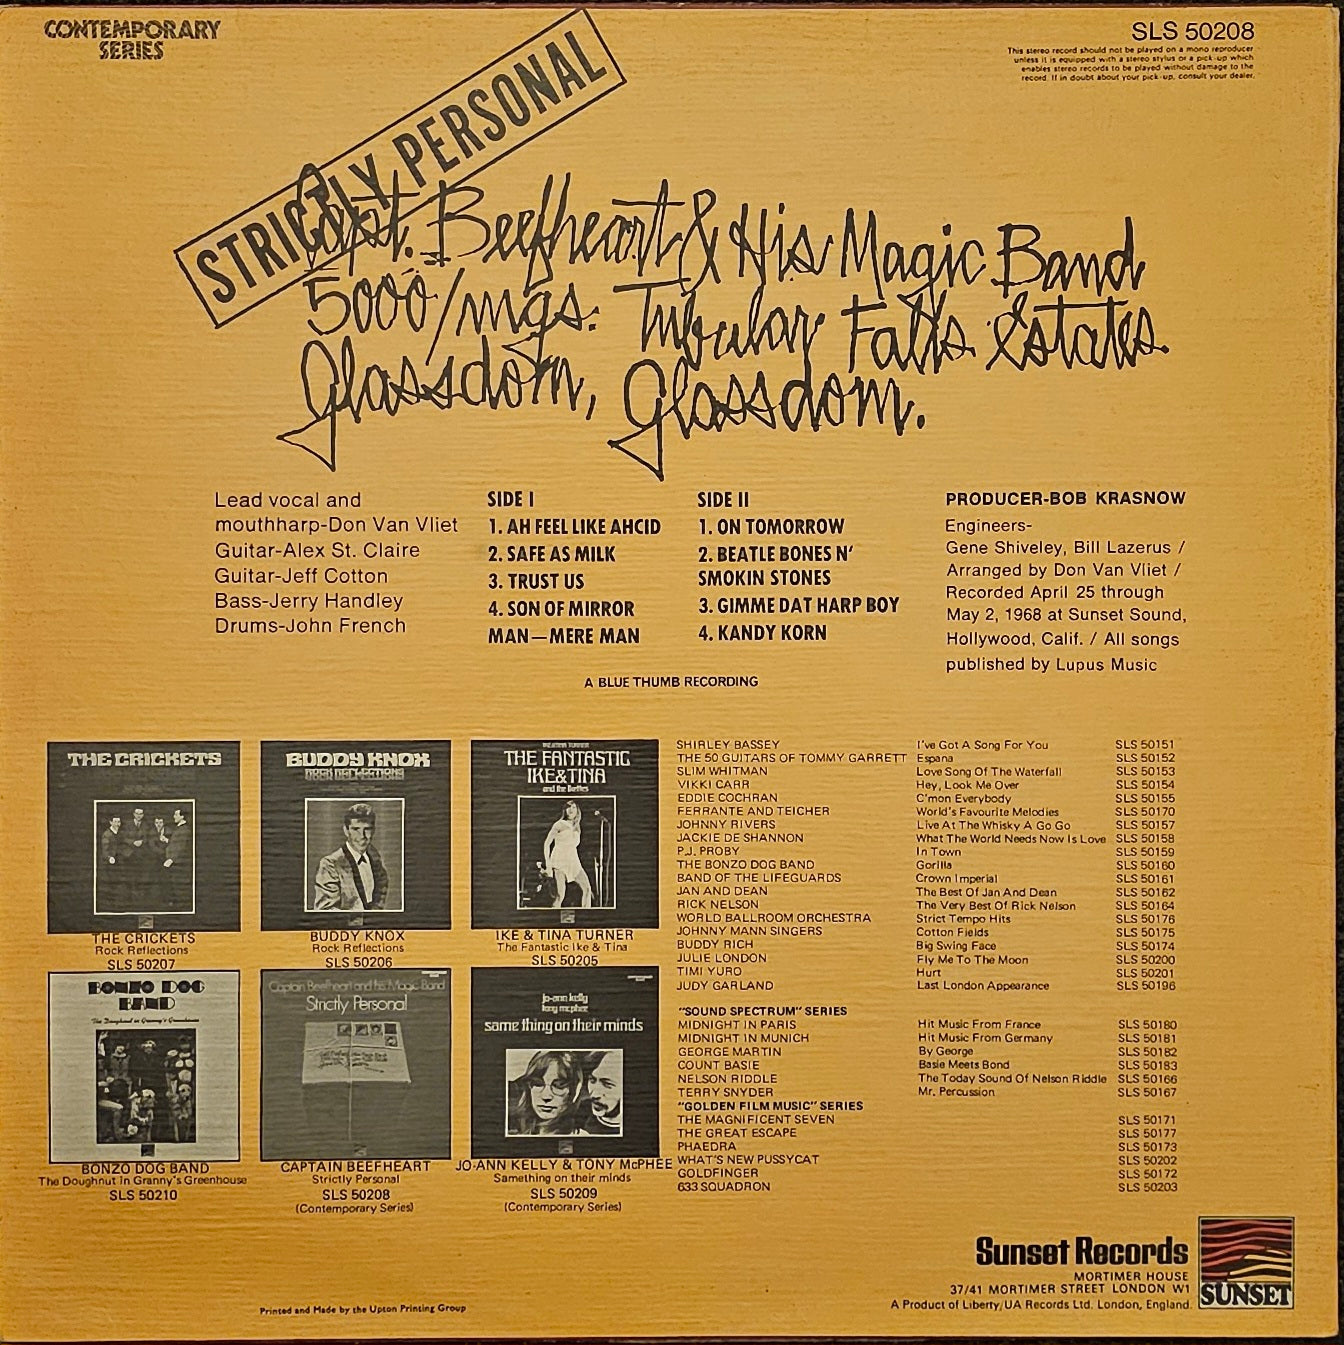 CONTEMPORARY
SERIES
SLS 50208
This stereo record should not be played on a mono reproducer
unless it is equipped with a stereo stylus or a pick-up which
enables stereo records to be played without damage to the
record. If in doubt about your pick-up, consult your dealer.
STRICTLY PERSONAL
Capt. Beefheart & His Magic Band
5000/mgs. Tubular Falls Estates
Glassdom, Glassdom.
Lead vocal and
mouthharp-Don Van Vliet
Guitar-Alex St. Claire
Guitar-Jeff Cotton
Bass-Jerry Handley
Drums-John French
SIDE I
1. AH FEEL LIKE AHCID
2. SAFE AS MILK
3. TRUST US
4. SON OF MIRROR
MAN—MERE MAN
SIDE II
1. ON TOMORROW
2. BEATLE BONES N'
SMOKIN STONES
3. GIMME DAT HARP BOY
4. KANDY KORN
PRODUCER-BOB KRASNOW
Engineers-
Gene Shiveley, Bill Lazerus /
Arranged by Don Van Vliet /
Recorded April 25 through
May 2, 1968 at Sunset Sound,
Hollywood, Calif. / All songs
published by Lupus Music
A BLUE THUMB RECORDING
THE CRICKETS
THE CRICKETS
Rock Reflections
SLS 50207
BUDDY KNOX
ROCK REFLECTIONS
BUDDY KNOX
Rock Reflections
SLS 50206
THE FANTASTIC
IKE & TINA
IKE & TINA TURNER
The Fantastic Ike & Tina
SLS 50205
BONZO DOG
BAND
The Doughnut in Granny's Greenhouse
BONZO DOG BAND
The Doughnut In Granny's Greenhouse
SLS 50210
Captain Beefheart and his Magic Band
Strictly Personal
CAPTAIN BEEFHEART
Strictly Personal
SLS 50208
(Contemporary Series)
jo-ann kelly
tony mcphee
same thing on their minds
JO-ANN KELLY & TONY McPHEE
Samething on their minds
SLS 50209
(Contemporary Series)
SHIRLEY BASSEY I've Got A Song For You SLS 50151
THE 50 GUITARS OF TOMMY GARRETT Espana SLS 50152
SLIM WHITMAN Love Song Of The Waterfall SLS 50153
VIKKI CARR Hey, Look Me Over SLS 50154
EDDIE COCHRAN C'mon Everybody SLS 50155
FERRANTE AND TEICHER World's Favourite Melodies SLS 50170
JOHNNY RIVERS Live At The Whisky A Go Go SLS 50157
JACKIE DE SHANNON What The World Needs Now Is Love SLS 50158
P.J. PROBY In Town SLS 50159
THE BONZO DOG BAND Gorilla SLS 50160
BAND OF THE LIFEGUARDS Crown Imperial SLS 50161
JAN AND DEAN The Best Of Jan And Dean SLS 50162
RICK NELSON The Very Best Of Rick Nelson SLS 50164
WORLD BALLROOM ORCHESTRA Strict Tempo Hits SLS 50176
JOHNNY MANN SINGERS Cotton Fields SLS 50175
BUDDY RICH Big Swing Face SLS 50174
JULIE LONDON Fly Me To The Moon SLS 50200
TIMI YURO Hurt SLS 50201
JUDY GARLAND Last London Appearance SLS 50196
"SOUND SPECTRUM" SERIES
MIDNIGHT IN PARIS Hit Music From France SLS 50180
MIDNIGHT IN MUNICH Hit Music From Germany SLS 50181
GEORGE MARTIN By George SLS 50182
COUNT BASIE Basie Meets Bond SLS 50183
NELSON RIDDLE The Today Sound Of Nelson Riddle SLS 50166
TERRY SNYDER Mr. Percussion SLS 50167
"GOLDEN FILM MUSIC" SERIES
THE MAGNIFICENT SEVEN SLS 50171
THE GREAT ESCAPE SLS 50177
PHAEDRA SLS 50173
WHAT'S NEW PUSSYCAT SLS 50202
GOLDFINGER SLS 50172
633 SQUADRON SLS 50203
Sunset Records
MORTIMER HOUSE
37/41 MORTIMER STREET LONDON W1
A Product of Liberty/UA Records Ltd. London, England.
SUNSET
Printed and Made by the Upton Printing Group